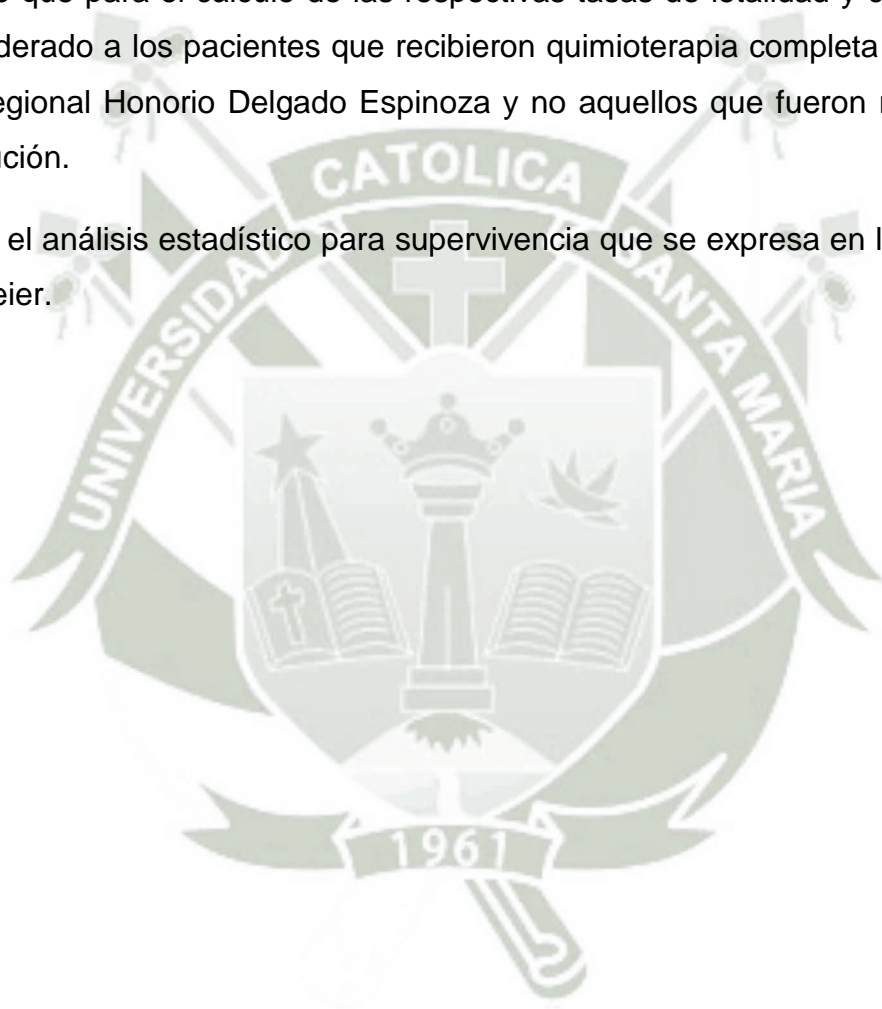 que para el cálculo de las respectivas tasas de letalidad y
derado a los pacientes que recibieron quimioterapia completa
egional Honorio Delgado Espinoza y no aquellos que fueron
ución.
el análisis estadístico para supervivencia que se expresa en
eier.
UNIVERSIDAD CATOLICA SANTA MARIA
1961